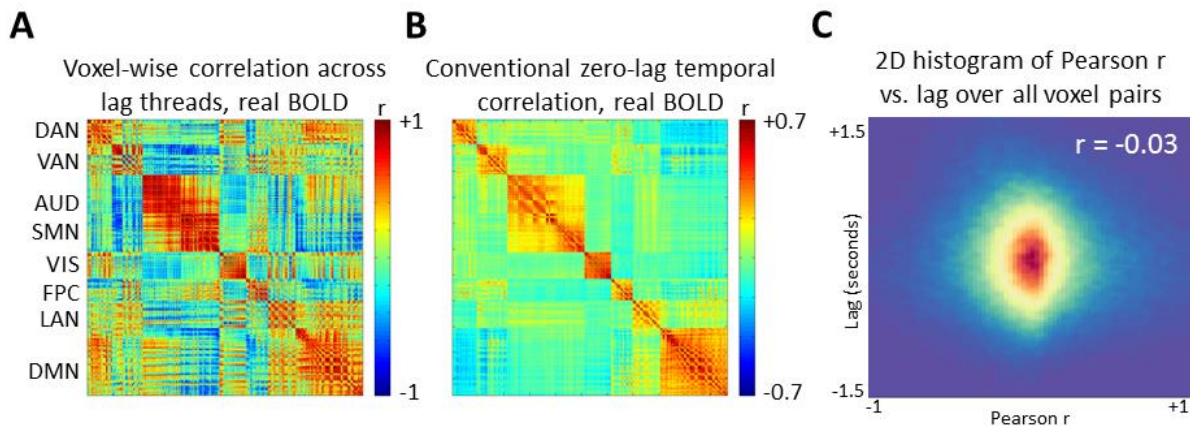 A
Voxel-wise correlation across
lag threads, real BOLD
r
DAN
VAN
AUD
SMN
VIS
FPC
LAN
DMN
+1
-1
B
Conventional zero-lag temporal
correlation, real BOLD
r
+0.7
-0.7
C
2D histogram of Pearson r
vs. lag over all voxel pairs
+1.5
r = -0.03
Lag (seconds)
-1.5
-1
Pearson r
+1